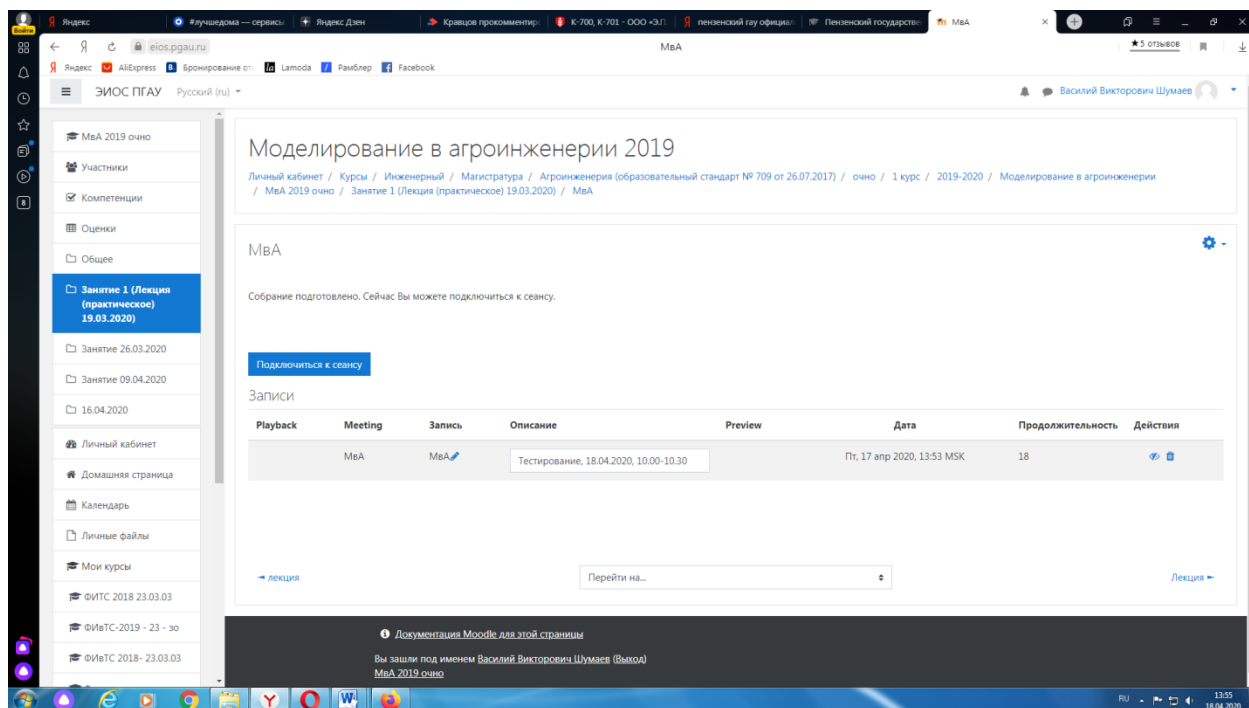 Яндекс
#лучшедома — сервисы
Яндекс Дзен
Кравцов прокомментир
К-700, К-701 - ООО «З.Г.
пензенский гау официал
Пензенский государстве
МвА
Войти
eios.pgau.ru
МвА
★5 отзывов
Яндекс
AliExpress
Бронирование от
Lamoda
Рамблер
Facebook
ЭИОС ПГАУ
Русский (ru)
Василий Викторович Шумаев
МвА 2019 очно
Участники
Компетенции
Оценки
Общее
Занятие 1 (Лекция
(практическое)
19.03.2020)
Занятие 26.03.2020
Занятие 09.04.2020
16.04.2020
Личный кабинет
Домашняя страница
Календарь
Личные файлы
Мои курсы
ФИТС 2018 23.03.03
ФИвТС-2019 - 23 - зо
ФИвТС 2018- 23.03.03
Моделирование в агроинженерии 2019
Личный кабинет / Курсы / Инженерный / Магистратура / Агроинженерия (образовательный стандарт № 709 от 26.07.2017) / очно / 1 курс / 2019-2020 / Моделирование в агроинженерии
/ МвА 2019 очно / Занятие 1 (Лекция (практическое) 19.03.2020) / МвА
МвА
Собрание подготовлено. Сейчас Вы можете подключиться к сеансу.
Подключиться к сеансу
Записи
Playback Meeting Запись Описание Preview Дата Продолжительность Действия
МвА МвА Тестирование, 18.04.2020, 10.00-10.30 Пт, 17 апр 2020, 13:53 MSK 18
◄ лекция
Перейти на...
Лекция ►
Документация Moodle для этой страницы
Вы зашли под именем Василий Викторович Шумаев (Выход)
МвА 2019 очно
RU
13:55
18.04.2020